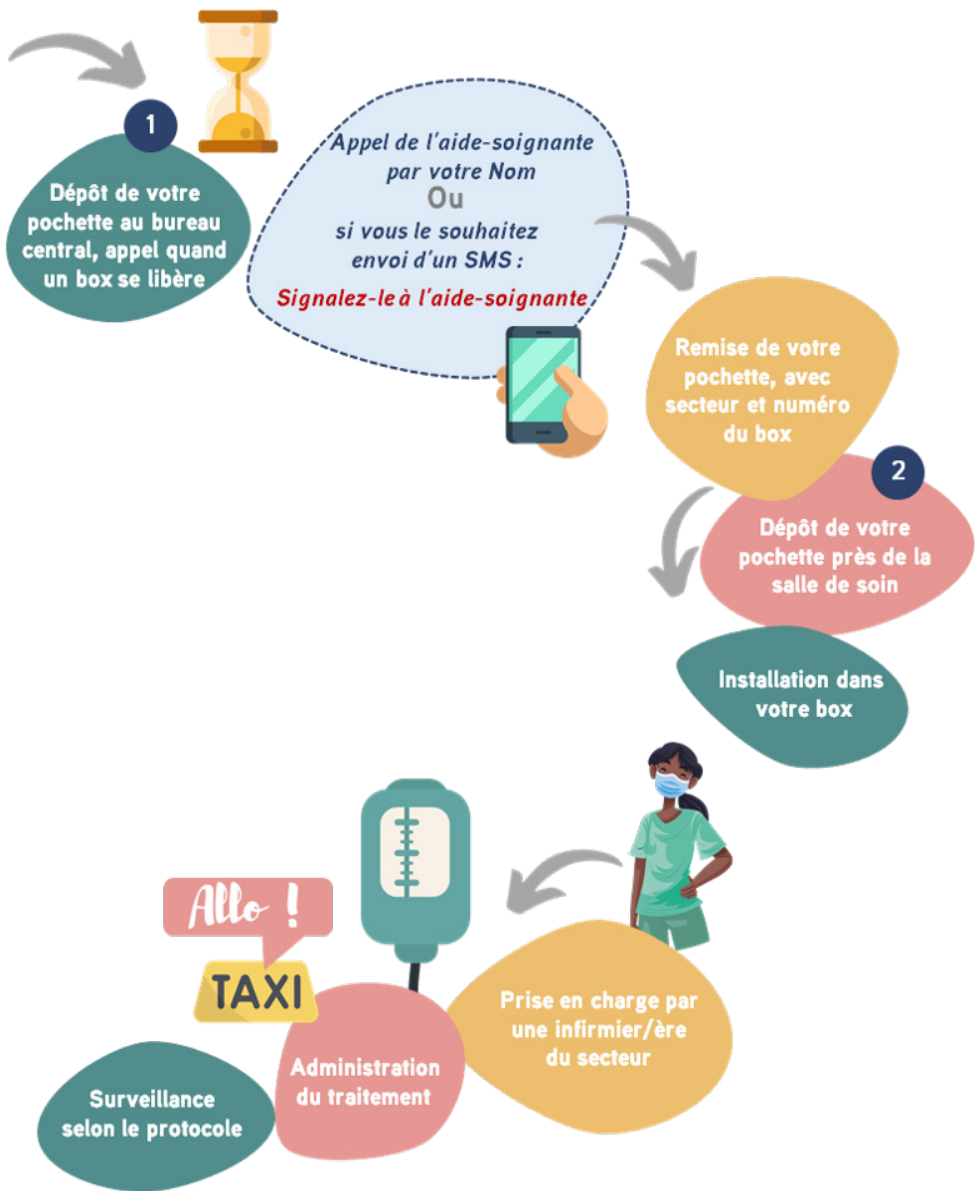 1
Dépôt de votre
pochette au bureau
central, appel quand
un box se libère
Appel de l'aide-soignante
par votre Nom
Ou
si vous le souhaitez
envoi d'un SMS :
Signalez-le à l'aide-soignante
Remise de votre
pochette, avec
secteur et numéro
du box
2
Dépôt de votre
pochette près de la
salle de soin
Installation dans
votre box
Prise en charge par
une infirmier/ère
du secteur
Allo !
TAXI
Administration
du traitement
Surveillance
selon le protocole